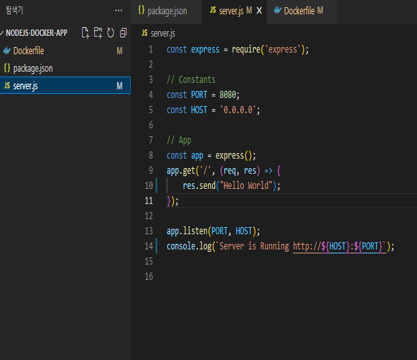 탐색기
NODEJS-DOCKER-APP
Dockerfile M
package.json
JS server.js M
package.json
JS server.js M X
Dockerfile M
JS server.js
1 const express = require('express');
2
3 // Constants
4 const PORT = 8080;
5 const HOST = '0.0.0.0';
6
7 // App
8 const app = express();
9 app.get('/', (req, res) => {
10 res.send("Hello World");
11 });
12
13 app.listen(PORT, HOST);
14 console.log(`Server is Running http://${HOST}:${PORT}`);
15
16